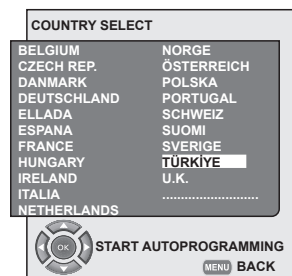 COUNTRY SELECT
BELGIUM NORGE
CZECH REP. ÖSTERREICH
DANMARK POLSKA
DEUTSCHLAND PORTUGAL
ELLADA SCHWEIZ
ESPANA SUOMI
FRANCE SVERIGE
HUNGARY TÜRKİYE
IRELAND U.K.
ITALIA ..........................
NETHERLANDS
OK START AUTOPROGRAMMING
MENU BACK